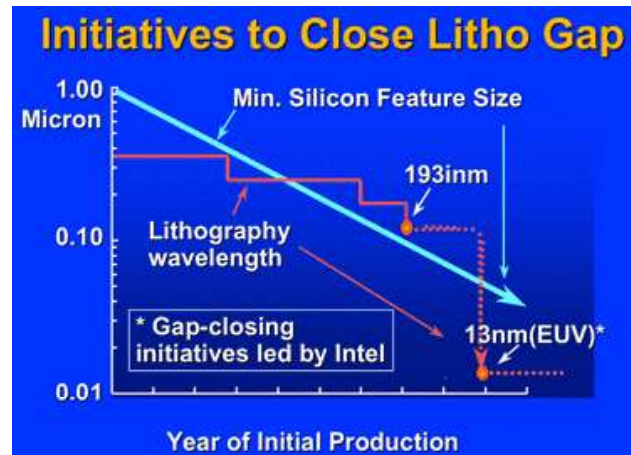 Initiatives to Close Litho Gap
1.00
Micron
Min. Silicon Feature Size
193inm
0.10
Lithography
wavelength
* Gap-closing
initiatives led by Intel
13nm(EUV)*
0.01
Year of Initial Production